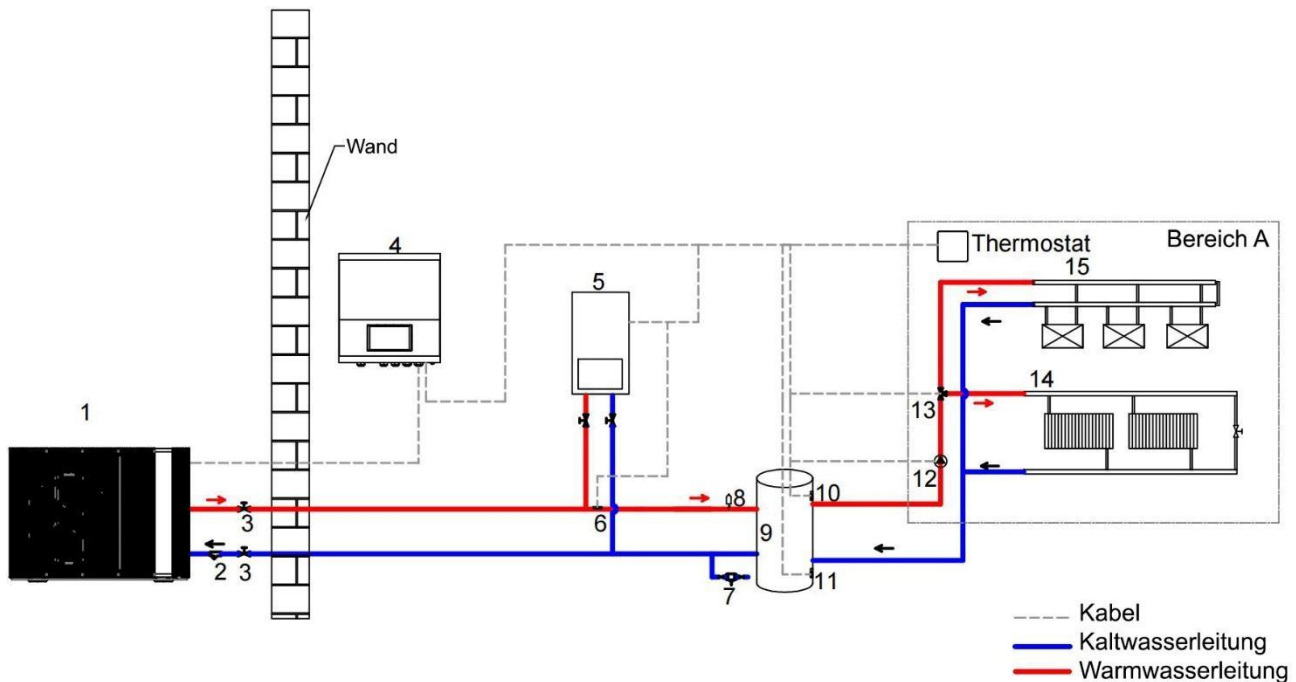 Wand
4
5
Thermostat
Bereich A
15
1
13
14
12
3
6
8
9
10
2
3
7
11
Kabel
Kaltwasserleitung
Warmwasserleitung